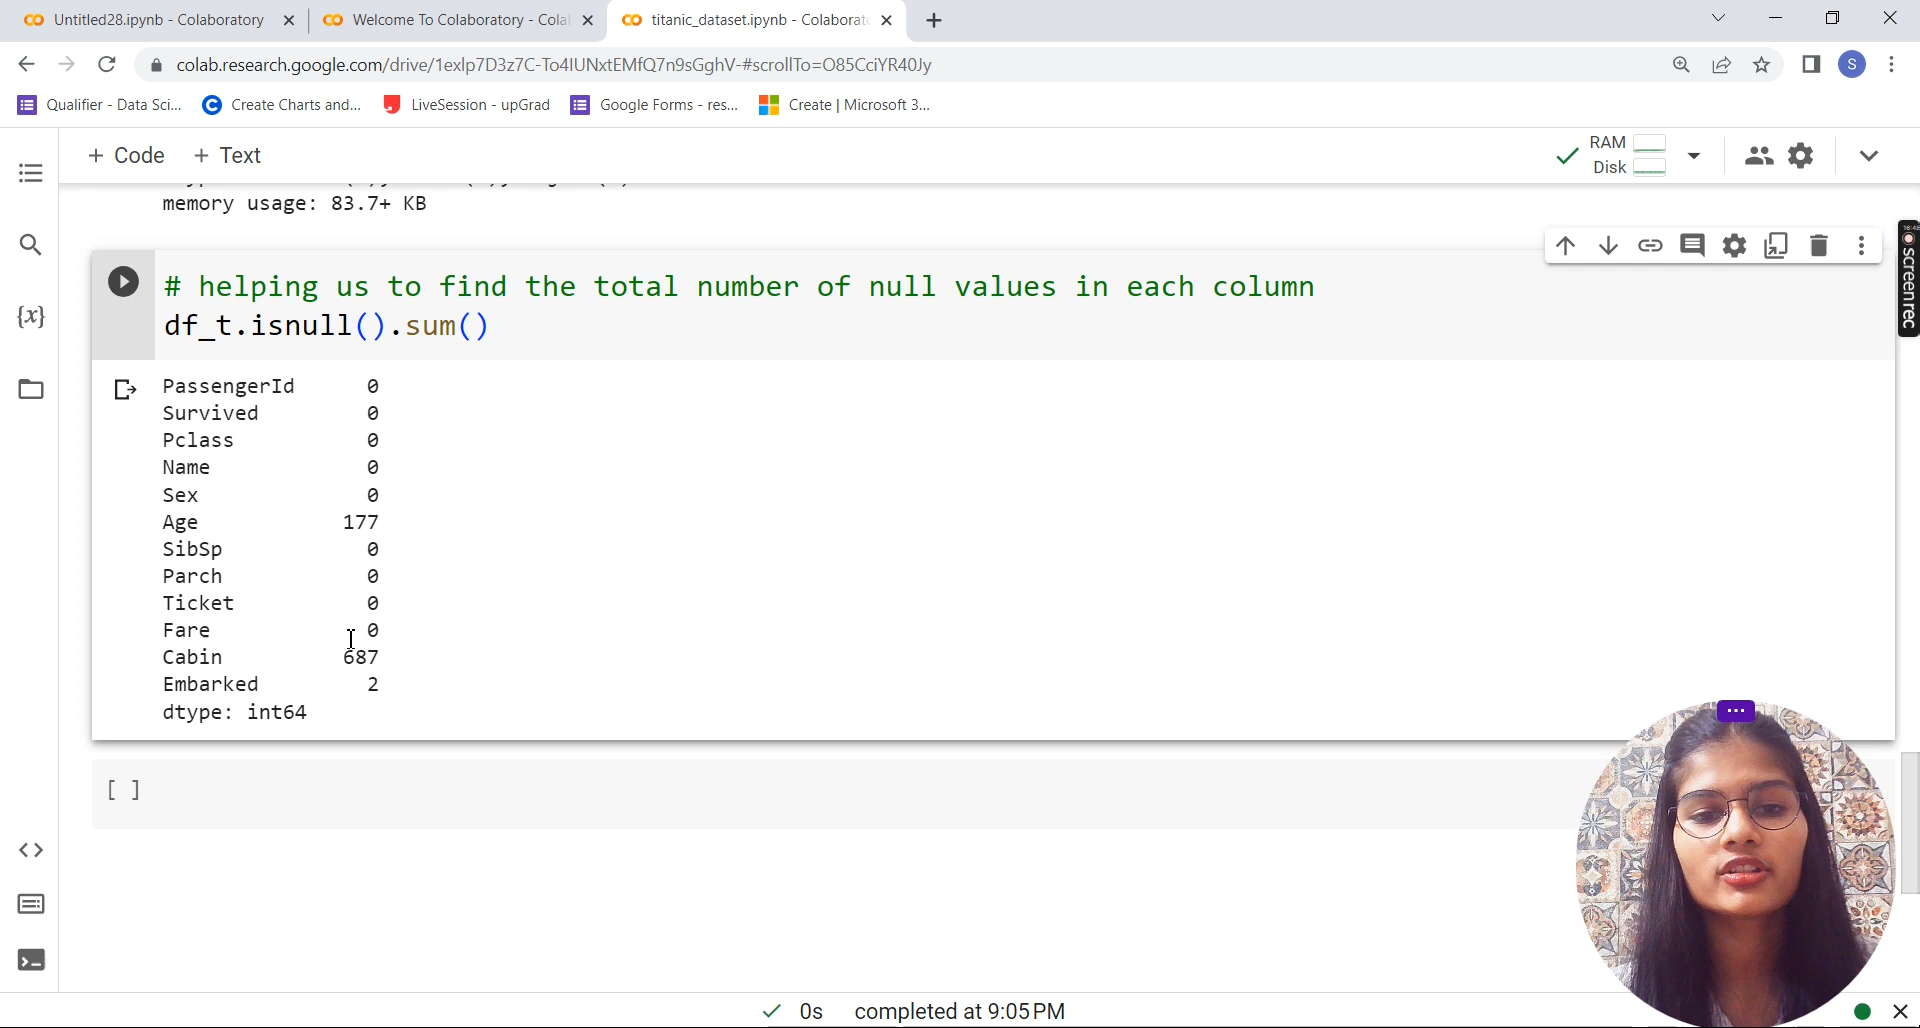 Untitled28.ipynb - Colaboratory
Welcome To Colaboratory - Cola
titanic_dataset.ipynb - Colaborat
colab.research.google.com/drive/1exlp7D3z7C-To4IUNxtEMfQ7n9sGghV-#scrollTo=O85CciYR40Jy
S
Qualifier - Data Sci...
Create Charts and...
LiveSession - upGrad
Google Forms - res...
Create | Microsoft 3...
+ Code
+ Text
RAM
Disk
memory usage: 83.7+ KB
screenrec
# helping us to find the total number of null values in each column
df_t.isnull().sum()
PassengerId 0
Survived 0
Pclass 0
Name 0
Sex 0
Age 177
SibSp 0
Parch 0
Ticket 0
Fare 0
Cabin 687
Embarked 2
dtype: int64
[ ]
0s completed at 9:05 PM